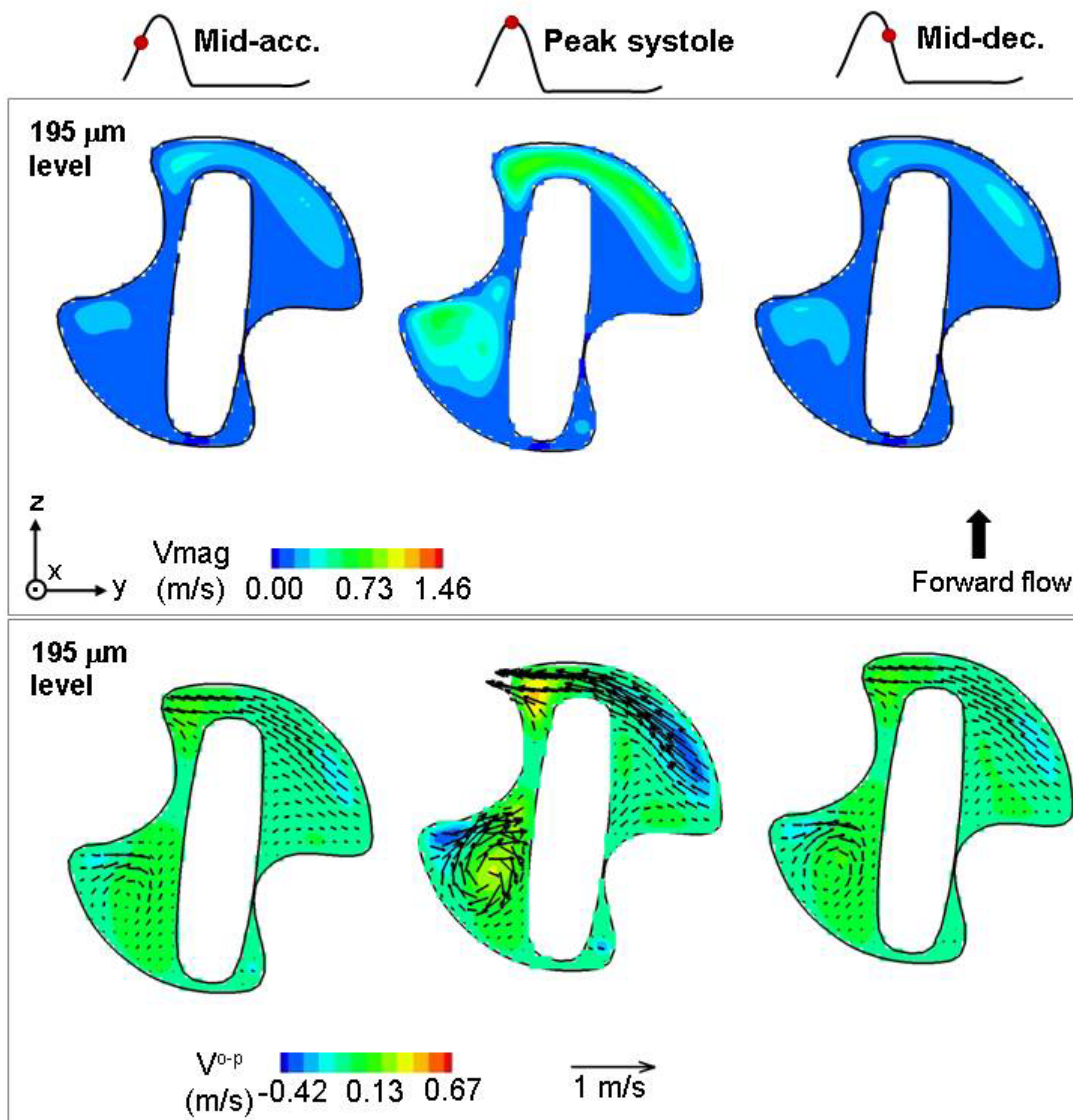 Mid-acc.
Peak systole
Mid-dec.
195 μm
level
z
x
y
Vmag
(m/s)
0.00 0.73 1.46
Forward flow
195 μm
level
V^o-p
(m/s)
-0.42 0.13 0.67
1 m/s